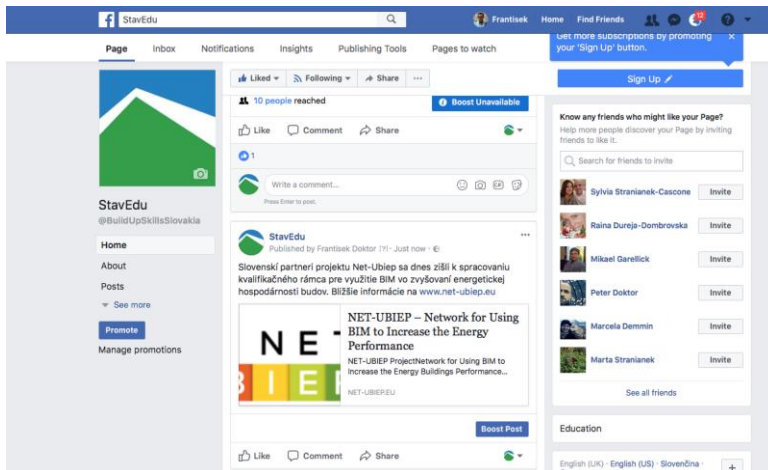 StavEdu
Frantisek
Home
Find Friends
12
Page
Inbox
Notifications
Insights
Publishing Tools
Pages to watch
Get more subscriptions by promoting
your 'Sign Up' button.
Liked
Following
Share
Sign Up
10 people reached
Boost Unavailable
Like
Comment
Share
1
Write a comment...
Press Enter to post.
StavEdu
@BuildUpSkillsSlovakia
Home
About
Posts
See more
Promote
Manage promotions
StavEdu
Published by Frantisek Doktor [?] · Just now ·
Slovenskí partneri projektu Net-Ubiep sa dnes zišli k spracovaniu
kvalifikačného rámca pre využitie BIM vo zvyšování energetickej
hospodárnosti budov. Bližšie informácie na www.net-ubiep.eu
NET
BIE
NET-UBIEP – Network for Using
BIM to Increase the Energy
Performance
NET-UBIEP ProjectNetwork for Using BIM to
Increase the Energy Buildings Performance...
NET-UBIEP.EU
Boost Post
Like
Comment
Share
Know any friends who might like your Page?
Help more people discover your Page by inviting
friends to like it.
Search for friends to invite
Sylvia Stranianek-Cascone
Invite
Raina Dureja-Dombrovska
Invite
Mikael Garellick
Invite
Peter Doktor
Invite
Marcela Demmin
Invite
Marta Stranianek
Invite
See all friends
Education
English (UK) · English (US) · Slovenčina ·